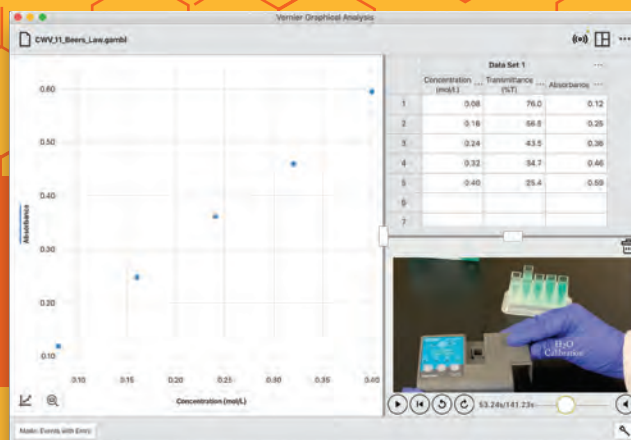 Vernier Graphical Analysis
CWV_11_Beers_Law.gambl
Data Set 1
Concentration (mol/L) Transmittance (%T) Absorbance
1 0.08 76.0 0.12
2 0.16 56.5 0.25
3 0.24 43.5 0.36
4 0.32 34.7 0.46
5 0.40 25.4 0.59
6
7
0.60
0.50
0.40
0.30
0.20
0.10
Absorbance
0.10 0.15 0.20 0.25 0.30 0.35 0.40
Concentration (mol/L)
H2O
Calibration
53.24s/141.23s
Mode: Events with Entry